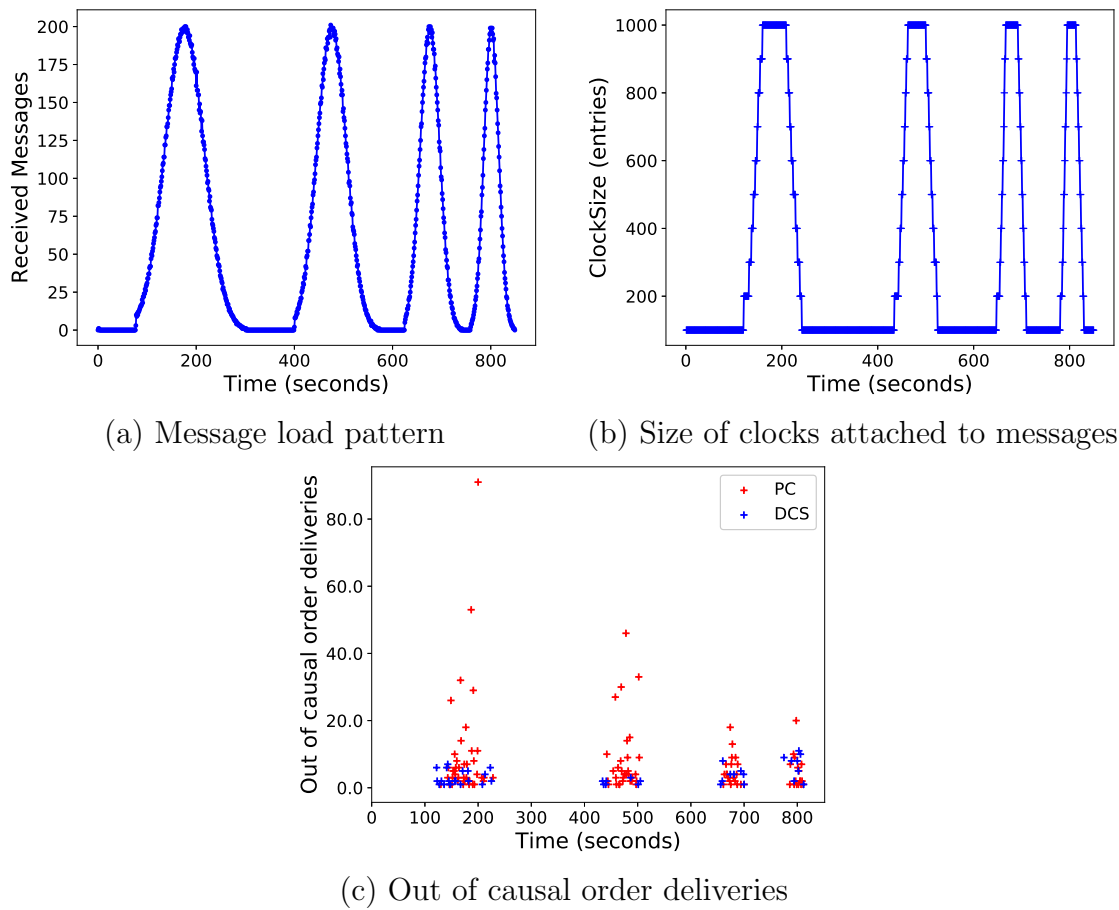 200
175
150
125
100
75
50
25
0
Received Messages
0 200 400 600 800
Time (seconds)
(a) Message load pattern
1000
800
600
400
200
ClockSize (entries)
0 200 400 600 800
Time (seconds)
(b) Size of clocks attached to messages
80.0
60.0
40.0
20.0
0.0
Out of causal order deliveries
PC
DCS
0 100 200 300 400 500 600 700 800
Time (seconds)
(c) Out of causal order deliveries